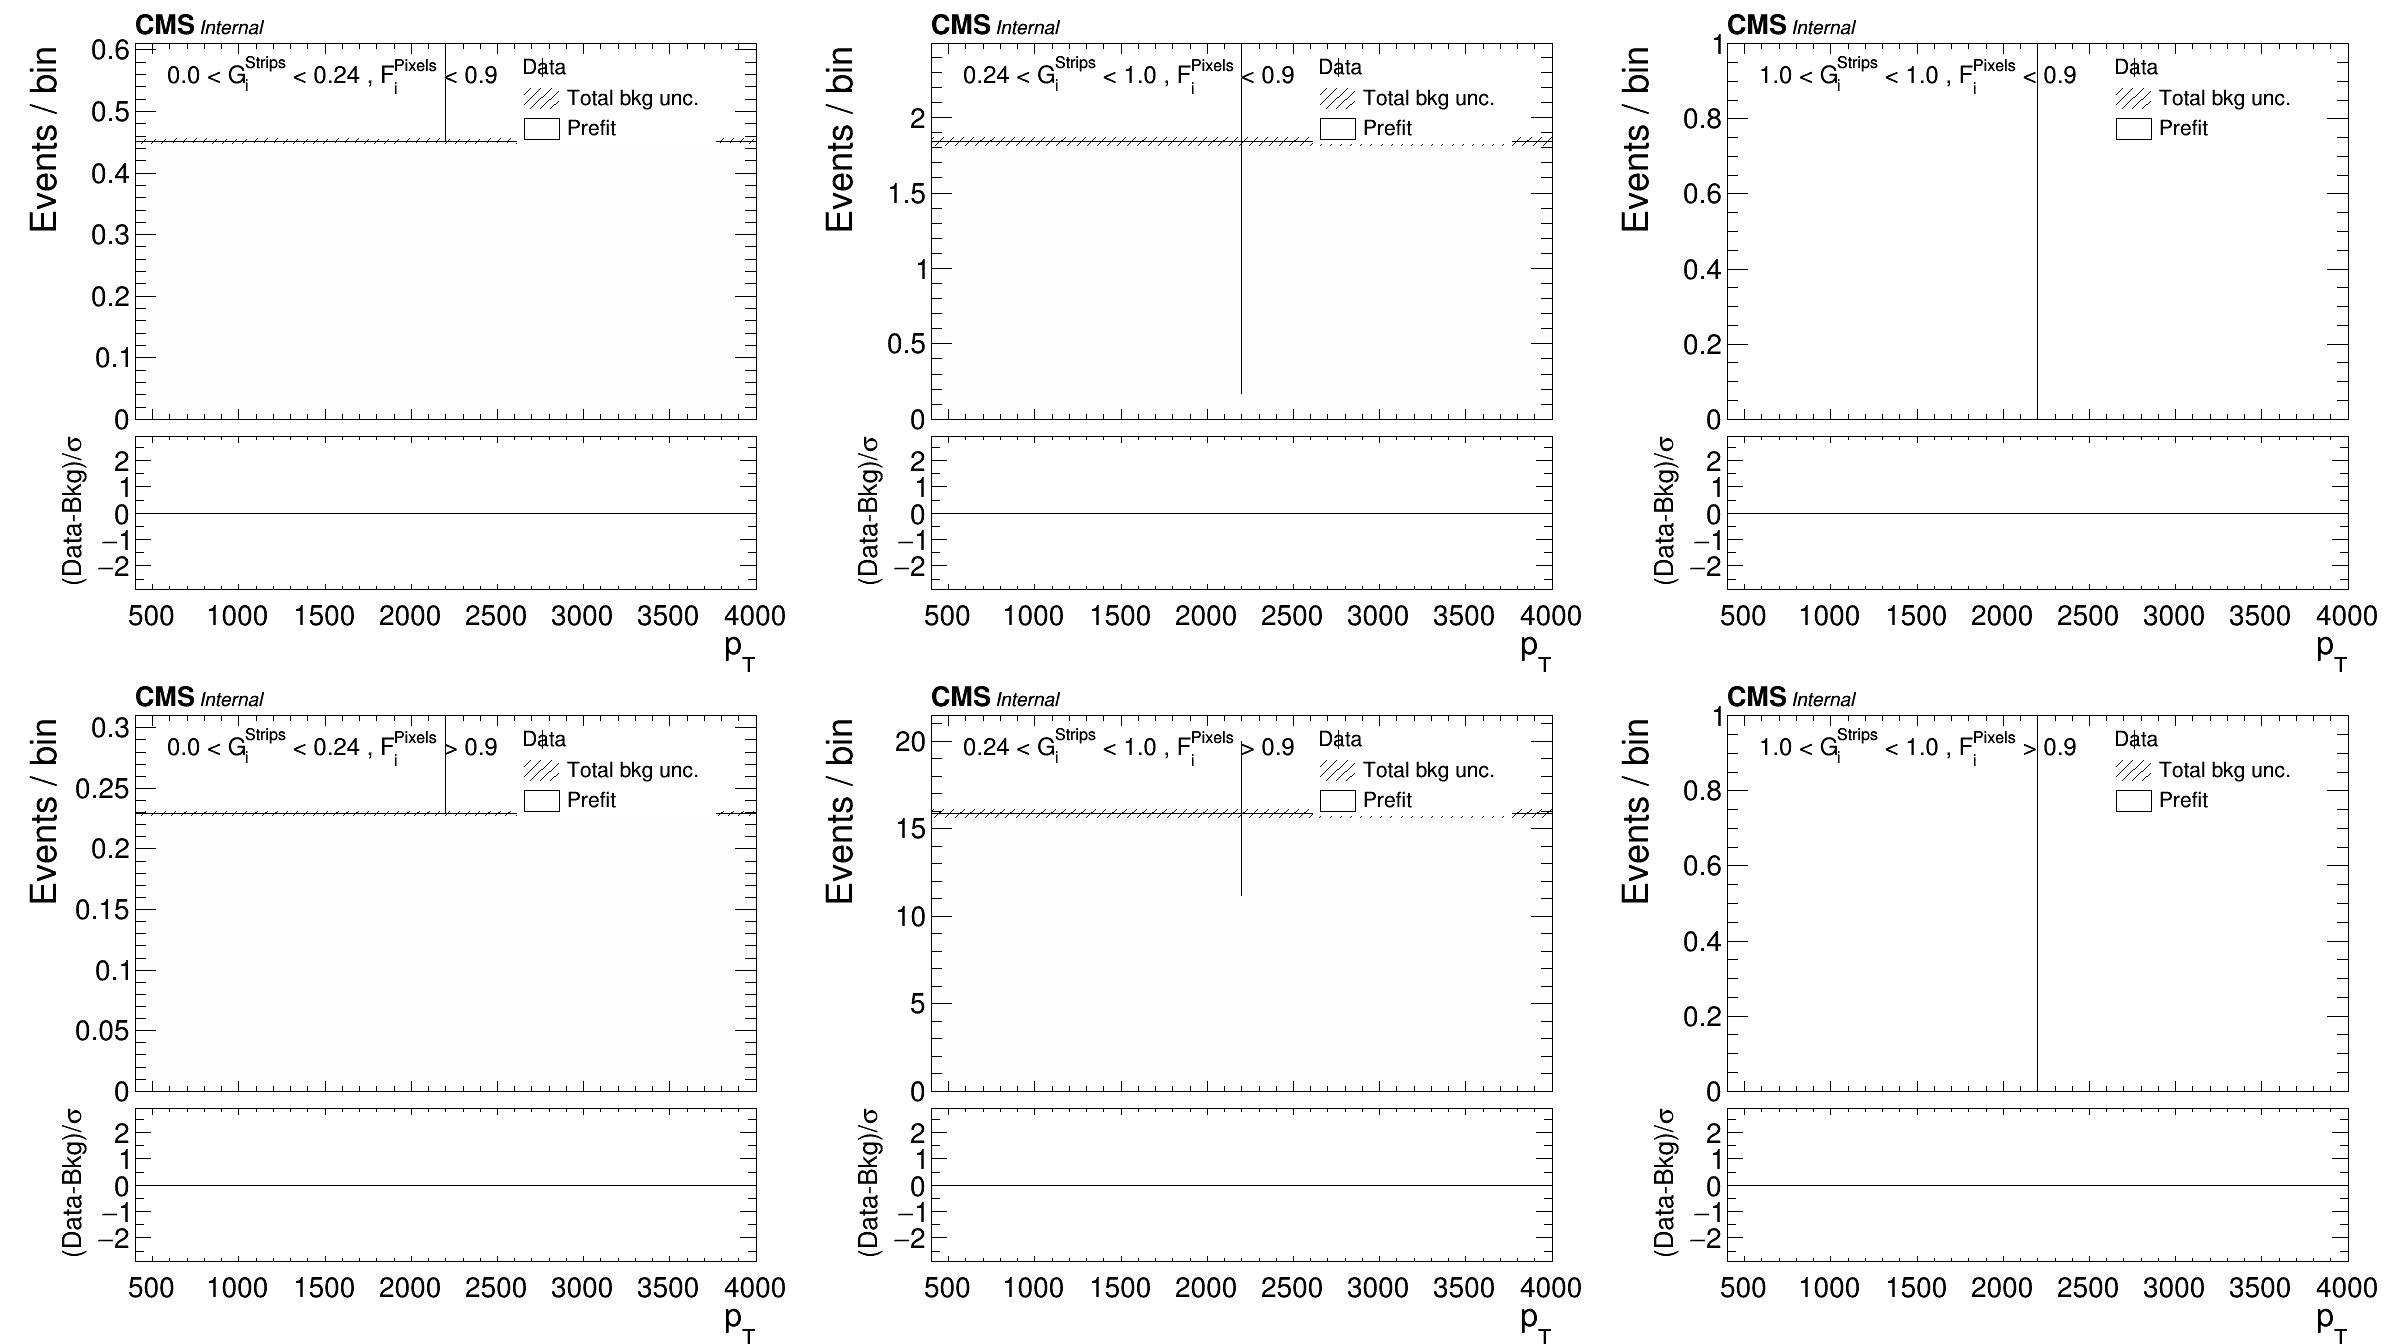 CMS Internal
Events / bin
0.0 < G_i^Strips < 0.24 , F_i^Pixels < 0.9
Data
Total bkg unc.
Prefit
0.6
0.5
0.4
0.3
0.2
0.1
0
(Data-Bkg)/σ
2
1
0
−1
−2
500 1000 1500 2000 2500 3000 3500 4000
p_T
CMS Internal
Events / bin
0.24 < G_i^Strips < 1.0 , F_i^Pixels < 0.9
Data
Total bkg unc.
Prefit
2
1.5
1
0.5
0
(Data-Bkg)/σ
2
1
0
−1
−2
500 1000 1500 2000 2500 3000 3500 4000
p_T
CMS Internal
Events / bin
1.0 < G_i^Strips < 1.0 , F_i^Pixels < 0.9
Data
Total bkg unc.
Prefit
1
0.8
0.6
0.4
0.2
0
(Data-Bkg)/σ
2
1
0
−1
−2
500 1000 1500 2000 2500 3000 3500 4000
p_T
CMS Internal
Events / bin
0.0 < G_i^Strips < 0.24 , F_i^Pixels > 0.9
Data
Total bkg unc.
Prefit
0.3
0.25
0.2
0.15
0.1
0.05
0
(Data-Bkg)/σ
2
1
0
−1
−2
500 1000 1500 2000 2500 3000 3500 4000
p_T
CMS Internal
Events / bin
0.24 < G_i^Strips < 1.0 , F_i^Pixels > 0.9
Data
Total bkg unc.
Prefit
20
15
10
5
0
(Data-Bkg)/σ
2
1
0
−1
−2
500 1000 1500 2000 2500 3000 3500 4000
p_T
CMS Internal
Events / bin
1.0 < G_i^Strips < 1.0 , F_i^Pixels > 0.9
Data
Total bkg unc.
Prefit
1
0.8
0.6
0.4
0.2
0
(Data-Bkg)/σ
2
1
0
−1
−2
500 1000 1500 2000 2500 3000 3500 4000
p_T